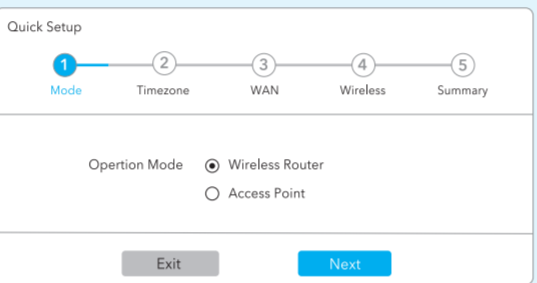 Quick Setup
1 2 3 4 5
Mode Timezone WAN Wireless Summary
Opertion Mode Wireless Router
Access Point
Exit Next